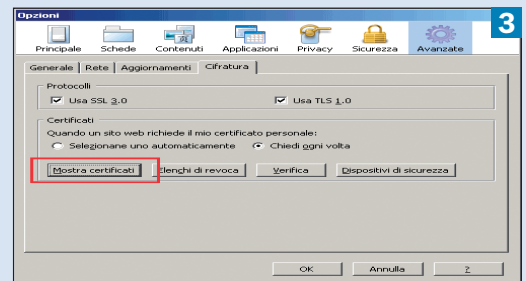 Opzioni
3
Principale Schede Contenuti Applicazioni Privacy Sicurezza Avanzate
Generale Rete Aggiornamenti Cifratura
Protocolli
Usa SSL 3.0 Usa TLS 1.0
Certificati
Quando un sito web richiede il mio certificato personale:
Selezionane uno automaticamente Chiedi ogni volta
Mostra certificati Elenchi di revoca Verifica Dispositivi di sicurezza
OK Annulla ?